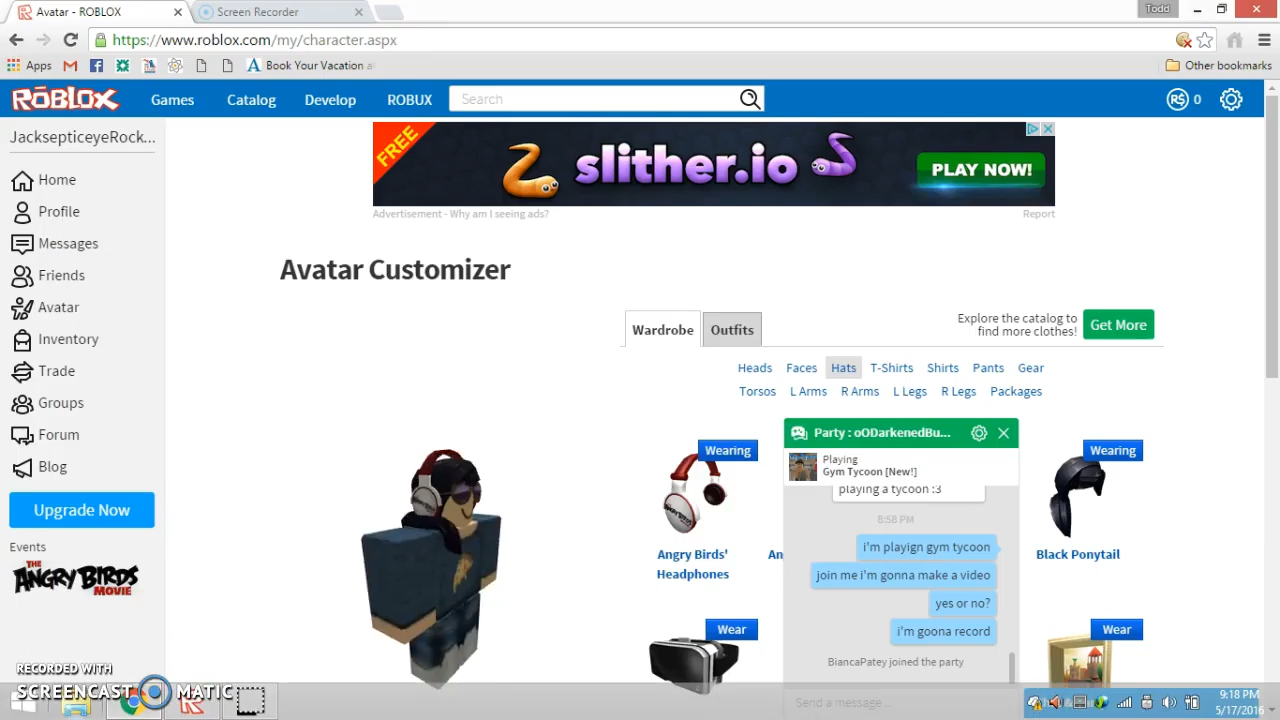 Avatar - ROBLOX
Screen Recorder
Todd
https://www.roblox.com/my/character.aspx
Apps
Book Your Vacation a
Other bookmarks
ROBLOX
Games
Catalog
Develop
ROBUX
Search
R$ 0
JacksepticeyeRock...
FREE
slither.io
PLAY NOW!
Advertisement - Why am I seeing ads?
Report
Home
Profile
Messages
Friends
Avatar
Inventory
Trade
Groups
Forum
Blog
Upgrade Now
Events
THE ANGRY BIRDS MOVIE
Avatar Customizer
Wardrobe
Outfits
Explore the catalog to
find more clothes!
Get More
Heads Faces Hats T-Shirts Shirts Pants Gear
Torsos L Arms R Arms L Legs R Legs Packages
Wearing
Angry Birds'
Headphones
An
Wearing
Black Ponytail
Wear
Wear
Party : oODarkenedBu...
Playing
Gym Tycoon [New!]
playing a tycoon :3
8:58 PM
i'm playign gym tycoon
join me i'm gonna make a video
yes or no?
i'm goona record
BiancaPatey joined the party
Send a message...
RECORDED WITH
SCREENCAST MATIC
9:18 PM
5/17/2016